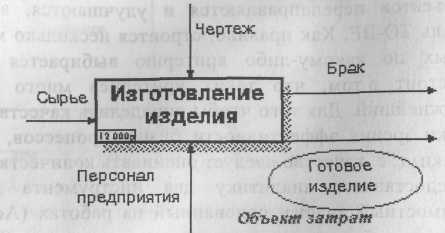 Чертеж
Брак
Сырье
Изготовление
изделия
12 000р
Персонал
предприятия
Готовое
изделие
Объект затрат